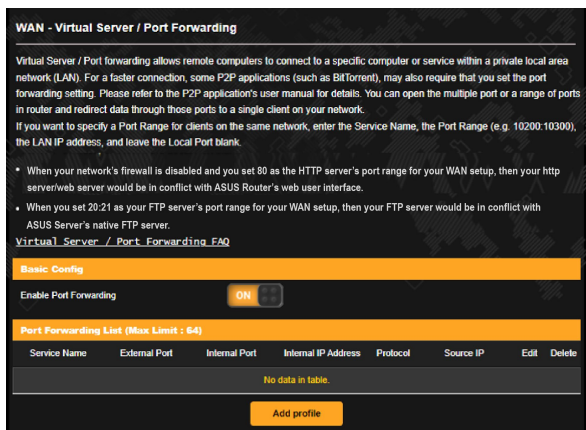 WAN - Virtual Server / Port Forwarding
Virtual Server / Port forwarding allows remote computers to connect to a specific computer or service within a private local area
network (LAN). For a faster connection, some P2P applications (such as BitTorrent), may also require that you set the port
forwarding setting. Please refer to the P2P application's user manual for details. You can open the multiple port or a range of ports
in router and redirect data through those ports to a single client on your network.
If you want to specify a Port Range for clients on the same network, enter the Service Name, the Port Range (e.g. 10200:10300),
the LAN IP address, and leave the Local Port blank.
• When your network's firewall is disabled and you set 80 as the HTTP server's port range for your WAN setup, then your http
server/web server would be in conflict with ASUS Router's web user interface.
• When you set 20:21 as your FTP server's port range for your WAN setup, then your FTP server would be in conflict with
ASUS Server's native FTP server.
Virtual Server / Port Forwarding FAQ
Basic Config
Enable Port Forwarding ON
Port Forwarding List (Max Limit : 64)
Service Name External Port Internal Port Internal IP Address Protocol Source IP Edit Delete
No data in table.
Add profile